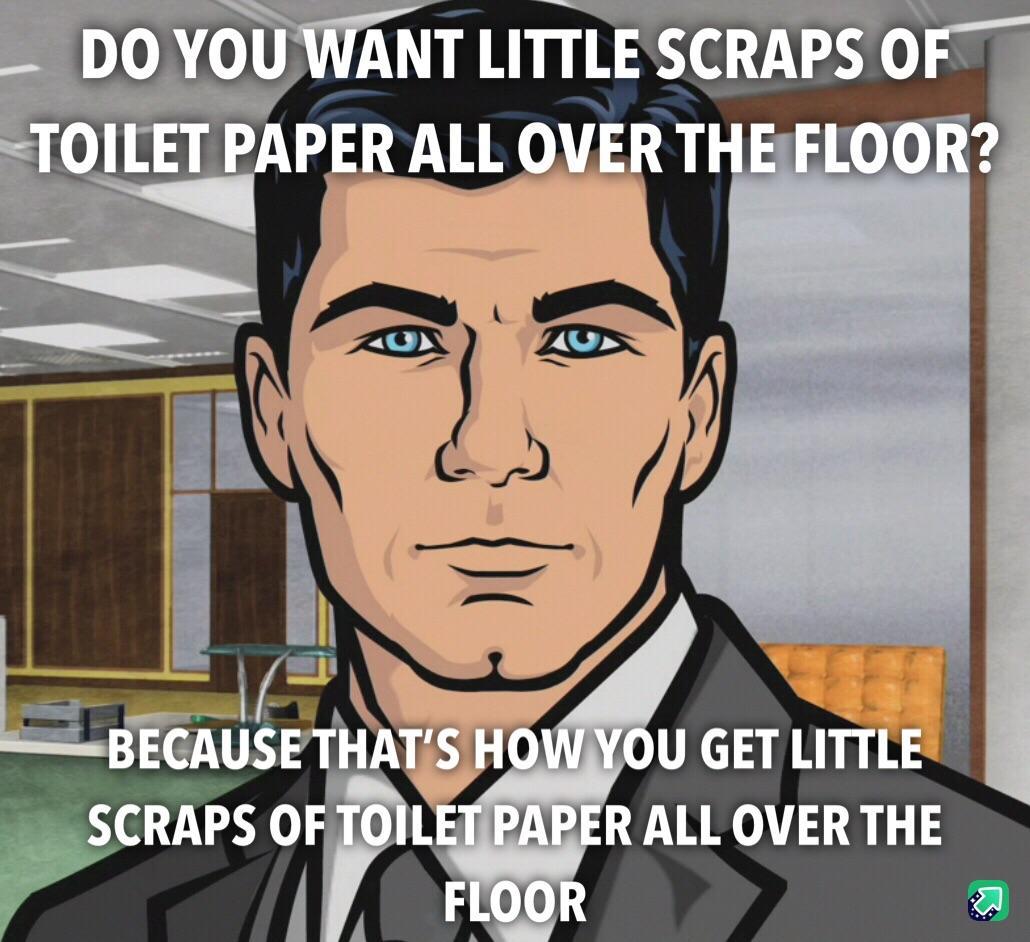 DO YOU WANT LITTLE SCRAPS OF
TOILET PAPER ALL OVER THE FLOOR?
BECAUSE THAT'S HOW YOU GET LITTLE
SCRAPS OF TOILET PAPER ALL OVER THE
FLOOR